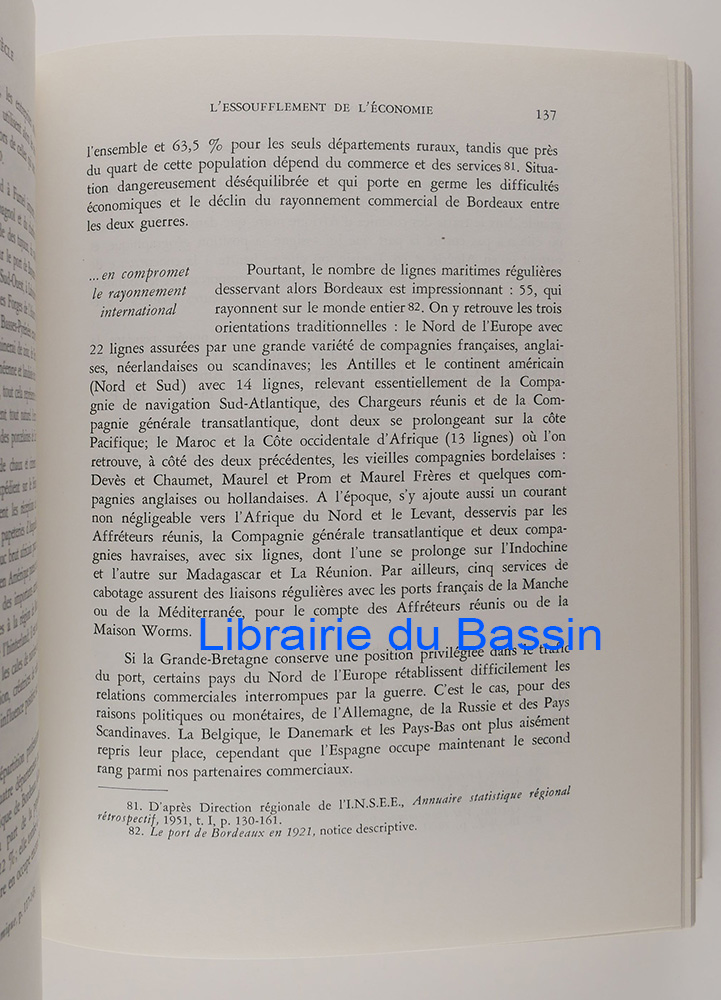 L'ESSOUFFLEMENT DE L'ÉCONOMIE 137
l'ensemble et 63,5 % pour les seuls départements ruraux, tandis que près
du quart de cette population dépend du commerce et des services 81. Situa-
tion dangereusement déséquilibrée et qui porte en germe les difficultés
économiques et le déclin du rayonnement commercial de Bordeaux entre
les deux guerres.
...en compromet
le rayonnement
international
Pourtant, le nombre de lignes maritimes régulières
desservant alors Bordeaux est impressionnant : 55, qui
rayonnent sur le monde entier 82. On y retrouve les trois
orientations traditionnelles : le Nord de l'Europe avec
22 lignes assurées par une grande variété de compagnies françaises, anglai-
ses, néerlandaises ou scandinaves; les Antilles et le continent américain
(Nord et Sud) avec 14 lignes, relevant essentiellement de la Compa-
gnie de navigation Sud-Atlantique, des Chargeurs réunis et de la Com-
pagnie générale transatlantique, dont deux se prolongeant sur la côte
Pacifique; le Maroc et la Côte occidentale d'Afrique (13 lignes) où l'on
retrouve, à côté des deux précédentes, les vieilles compagnies bordelaises :
Devès et Chaumet, Maurel et Prom et Maurel Frères et quelques com-
pagnies anglaises ou hollandaises. A l'époque, s'y ajoute aussi un courant
non négligeable vers l'Afrique du Nord et le Levant, desservis par les
Affréteurs réunis, la Compagnie générale transatlantique et deux compa-
gnies havraises, avec six lignes, dont l'une se prolonge sur l'Indochine
et l'autre sur Madagascar et La Réunion. Par ailleurs, cinq services de
cabotage assurent des liaisons régulières avec les ports français de la Manche
ou de la Méditerranée, pour le compte des Affréteurs réunis ou de la
Maison Worms.
Librairie du Bassin
Si la Grande-Bretagne conserve une position privilégiée dans le trafic
du port, certains pays du Nord de l'Europe rétablissent difficilement les
relations commerciales interrompues par la guerre. C'est le cas, pour des
raisons politiques ou monétaires, de l'Allemagne, de la Russie et des Pays
Scandinaves. La Belgique, le Danemark et les Pays-Bas ont plus aisément
repris leur place, cependant que l'Espagne occupe maintenant le second
rang parmi nos partenaires commerciaux.
81. D'après Direction régionale de l'I.N.S.E.E., Annuaire statistique régional
rétrospectif, 1951, t. I, p. 130-161.
82. Le port de Bordeaux en 1921, notice descriptive.